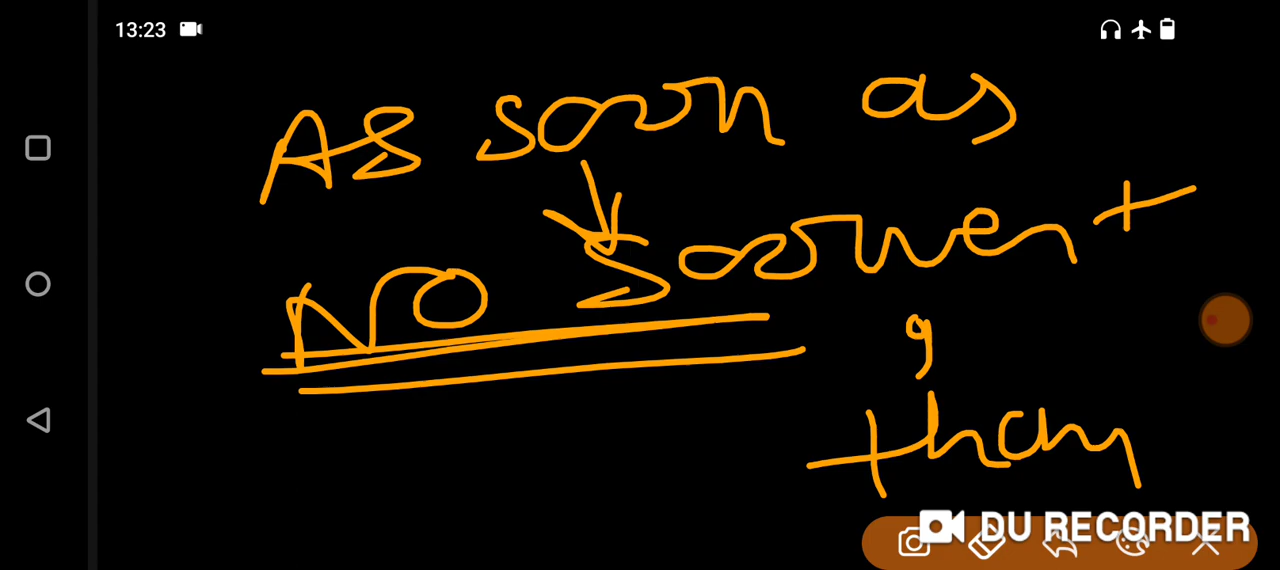 13:23
As soon as
No Sooner +
,
than
DU RECORDER